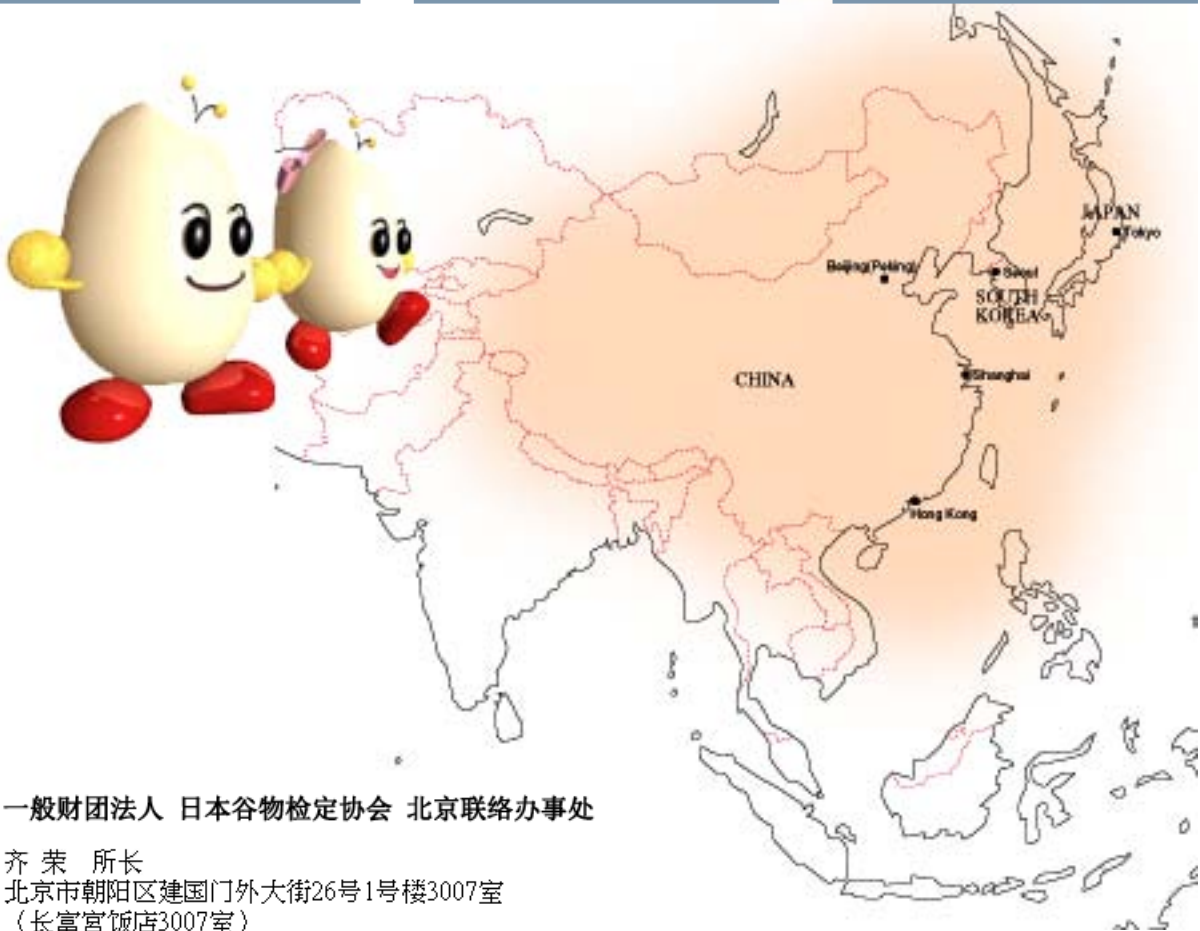 JAPAN
Tokyo
Beijing(Peking)
Seoul
SOUTH
KOREA
CHINA
Shanghai
Hong Kong
一般财团法人 日本谷物检定协会 北京联络办事处
齐 荣 所长
北京市朝阳区建国门外大街26号1号楼3007室
（长富宫饭店3007室）